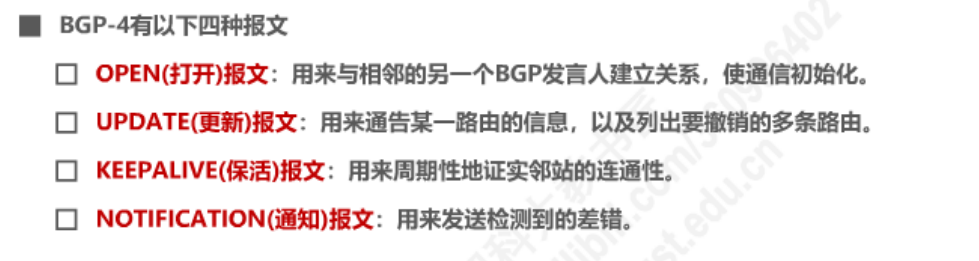 BGP-4有以下四种报文
OPEN(打开)报文：用来与相邻的另一个BGP发言人建立关系，使通信初始化。
UPDATE(更新)报文：用来通告某一路由的信息，以及列出要撤销的多条路由。
KEEPALIVE(保活)报文：用来周期性地证实邻站的连通性。
NOTIFICATION(通知)报文：用来发送检测到的差错。